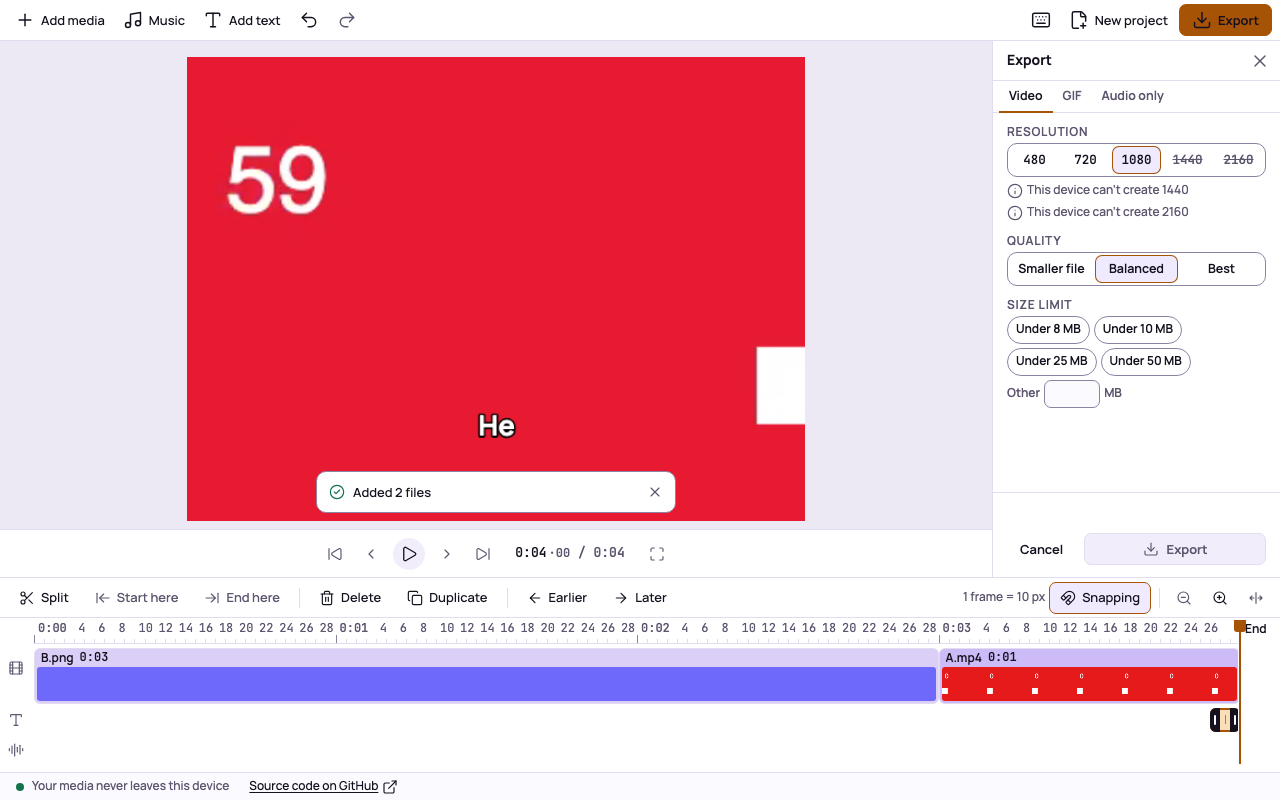 Add media Music Add text New project Export
Export
Video GIF Audio only
RESOLUTION
480 720 1080 1440 2160
This device can't create 1440
This device can't create 2160
QUALITY
Smaller file Balanced Best
SIZE LIMIT
Under 8 MB Under 10 MB
Under 25 MB Under 50 MB
Other MB
Cancel Export
59
He
Added 2 files
0:04·00 / 0:04
Split Start here End here Delete Duplicate Earlier Later 1 frame = 10 px Snapping
0:00 4 6 8 10 12 14 16 18 20 22 24 26 28 0:01 4 6 8 10 12 14 16 18 20 22 24 26 28 0:02 4 6 8 10 12 14 16 18 20 22 24 26 28 0:03 4 6 8 10 12 14 16 18 20 22 24 26 End
B.png 0:03 A.mp4 0:01
0 0 0 0 0 0 0
Your media never leaves this device Source code on GitHub